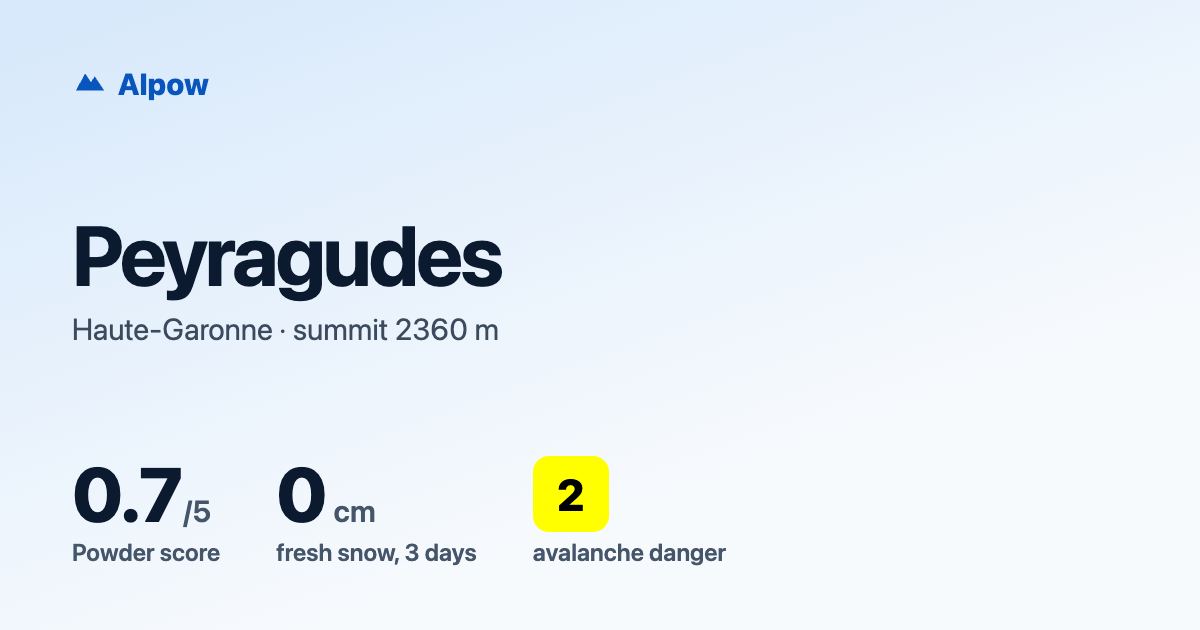 Alpow
Peyragudes
Haute-Garonne · summit 2360 m
0.7/5
Powder score
0 cm
fresh snow, 3 days
2
avalanche danger